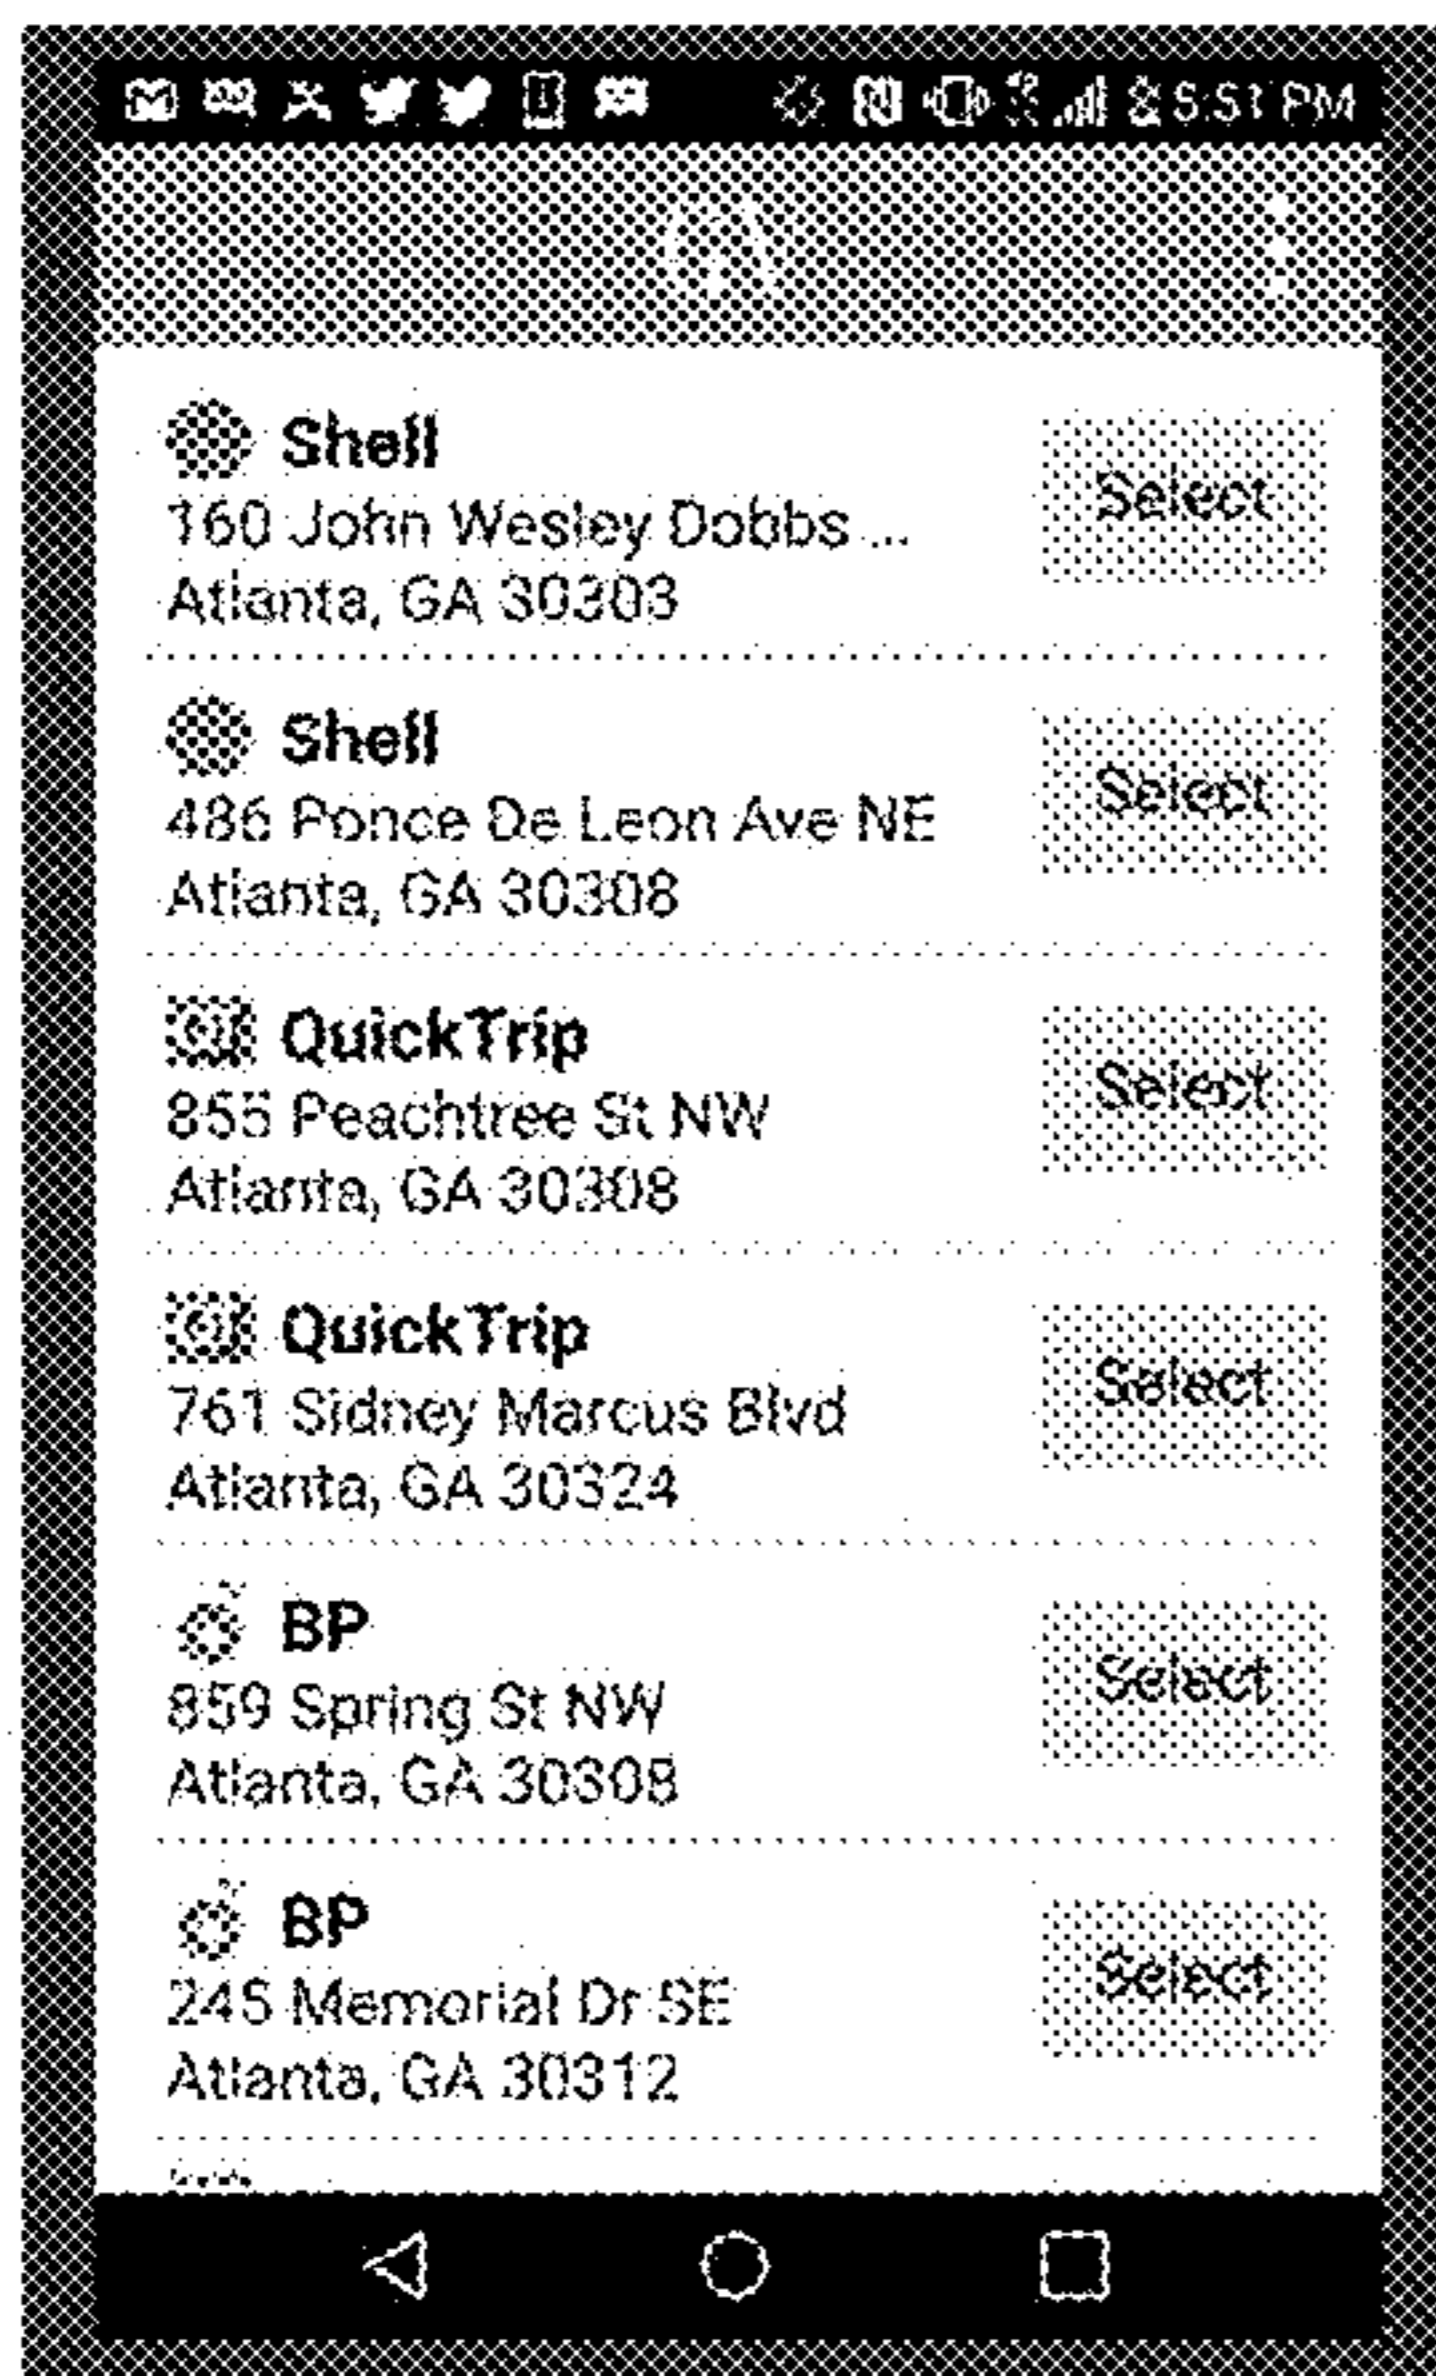 5:51 PM
Shell
160 John Wesley Dobbs ...
Atlanta, GA 30303
Select
Shell
486 Ponce De Leon Ave NE
Atlanta, GA 30308
Select
QuickTrip
855 Peachtree St NW
Atlanta, GA 30308
Select
QuickTrip
761 Sidney Marcus Blvd
Atlanta, GA 30324
Select
BP
859 Spring St NW
Atlanta, GA 30308
Select
BP
245 Memorial Dr SE
Atlanta, GA 30312
Select